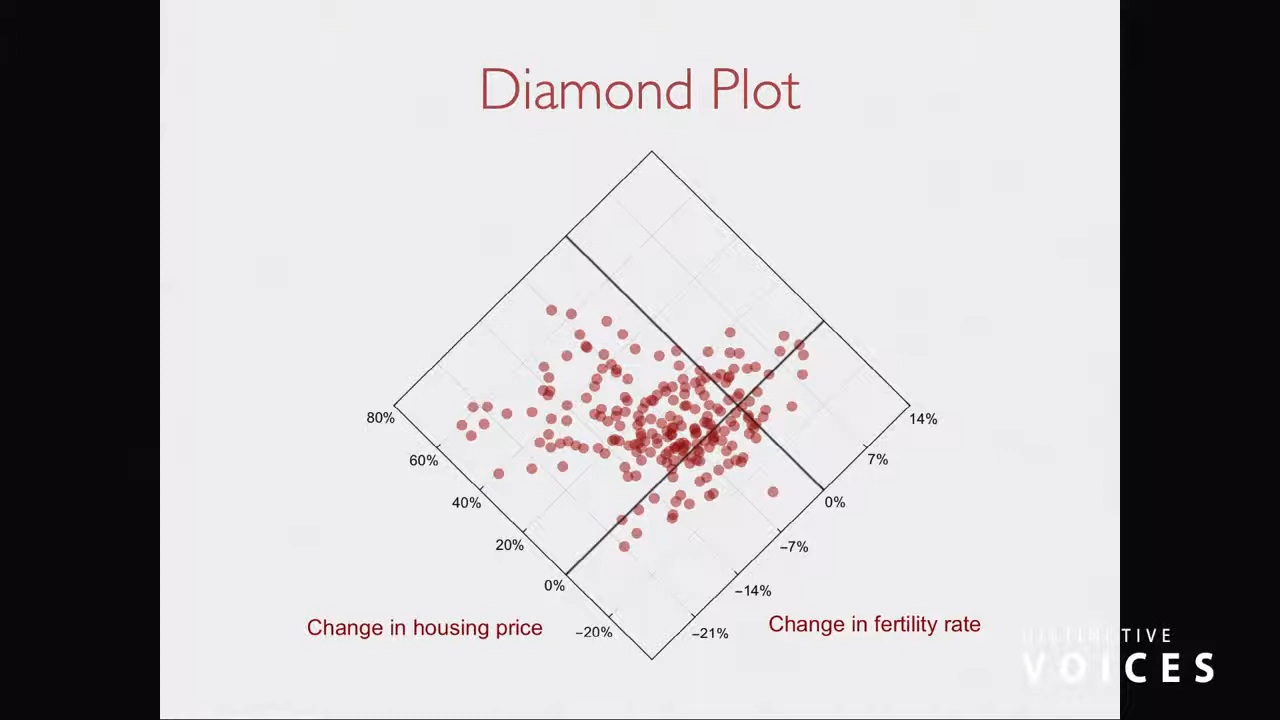 Diamond Plot
80%
14%
60%
7%
40%
0%
20%
−7%
0%
−14%
Change in housing price
−20%
−21%
Change in fertility rate
DISTINCTIVE
VOICES